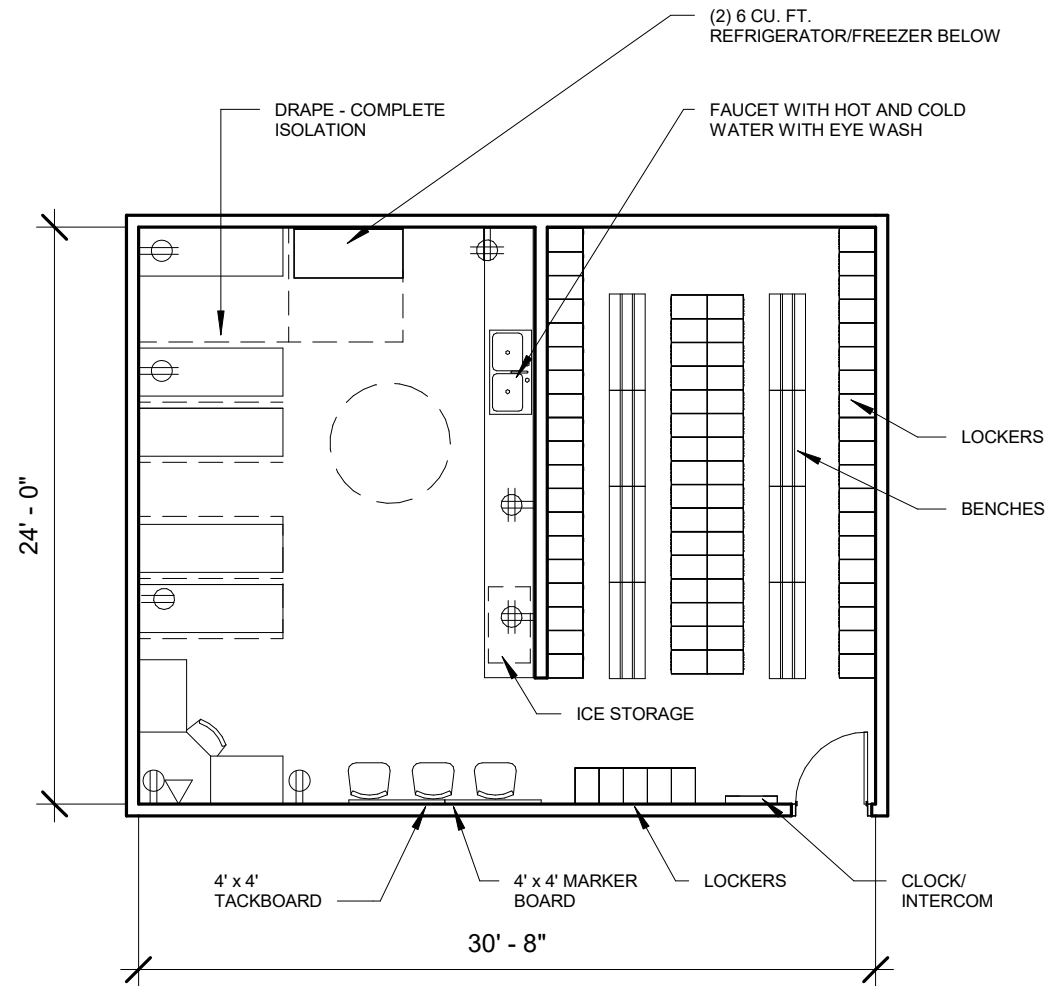 (2) 6 CU. FT.
REFRIGERATOR/FREEZER BELOW
DRAPE - COMPLETE
ISOLATION
FAUCET WITH HOT AND COLD
WATER WITH EYE WASH
LOCKERS
BENCHES
24' - 0"
ICE STORAGE
4' x 4'
TACKBOARD
4' x 4' MARKER
BOARD
LOCKERS
CLOCK/
INTERCOM
30' - 8"